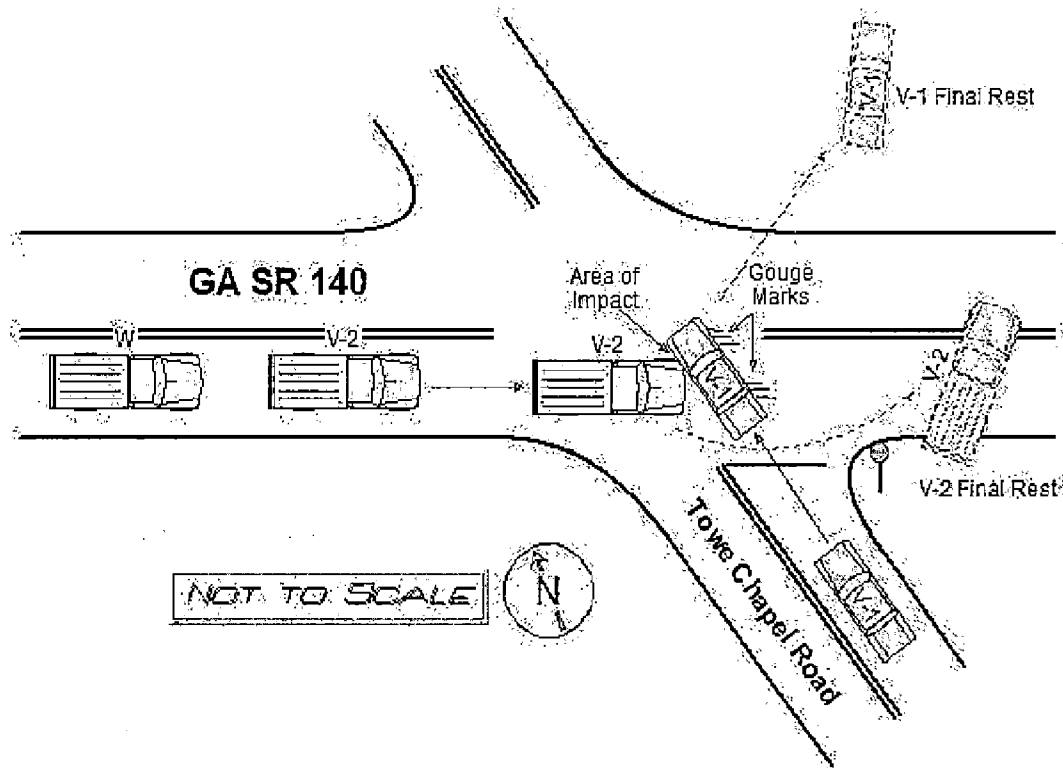 V-1
V-1 Final Rest
GA SR 140
Area of
Impact
Gouge
Marks
W
V-2
V-2
V-1
V-2
V-2 Final Rest
Towe Chapel Road
V-1
NOT TO SCALE
N